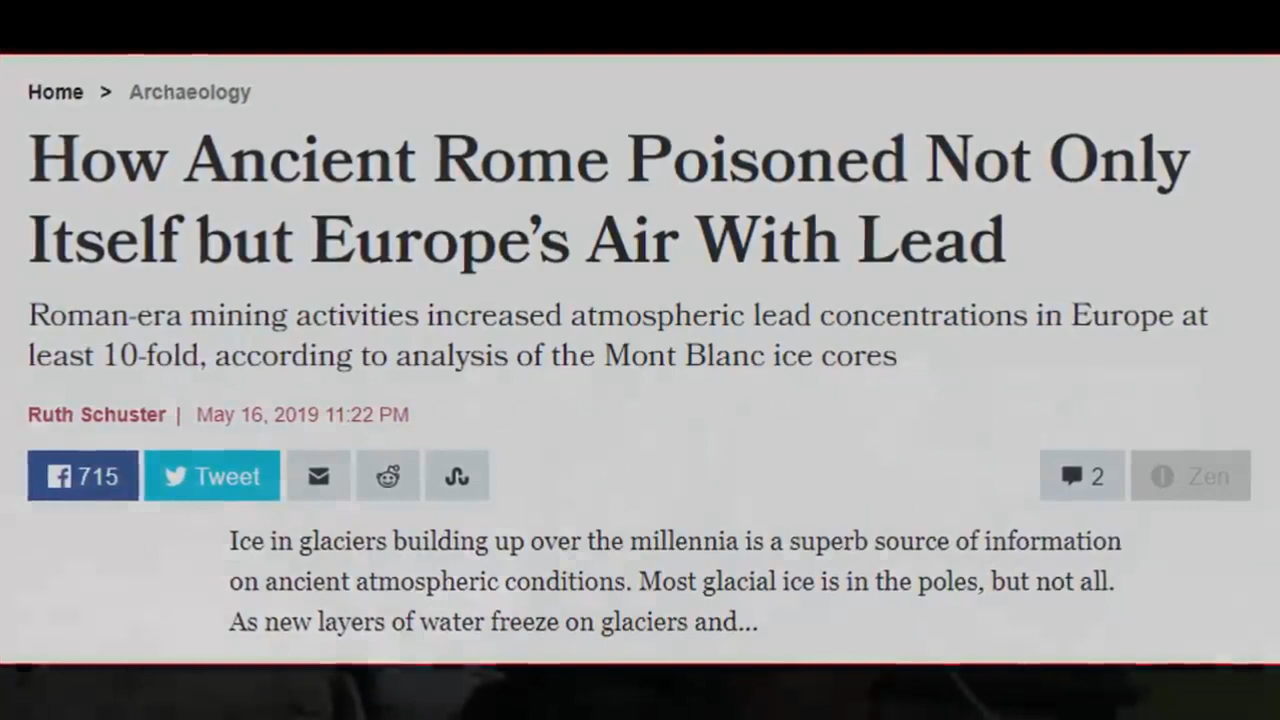 Home > Archaeology
How Ancient Rome Poisoned Not Only
Itself but Europe's Air With Lead
Roman-era mining activities increased atmospheric lead concentrations in Europe at
least 10-fold, according to analysis of the Mont Blanc ice cores
Ruth Schuster | May 16, 2019 11:22 PM
715 Tweet 2 Zen
Ice in glaciers building up over the millennia is a superb source of information
on ancient atmospheric conditions. Most glacial ice is in the poles, but not all.
As new layers of water freeze on glaciers and...